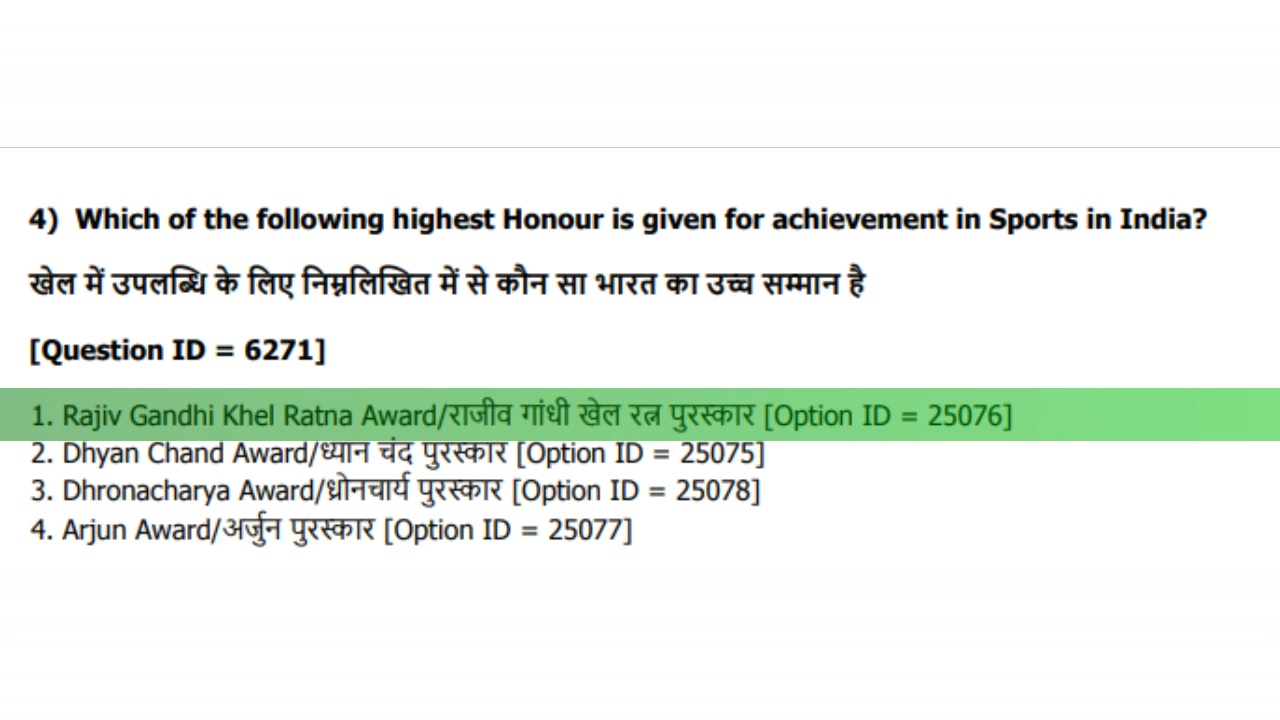 4) Which of the following highest Honour is given for achievement in Sports in India?
खेल में उपलब्धि के लिए निम्नलिखित में से कौन सा भारत का उच्च सम्मान है
[Question ID = 6271]
1. Rajiv Gandhi Khel Ratna Award/राजीव गांधी खेल रत्न पुरस्कार [Option ID = 25076]
2. Dhyan Chand Award/ध्यान चंद पुरस्कार [Option ID = 25075]
3. Dhronacharya Award/ध्रोनचार्य पुरस्कार [Option ID = 25078]
4. Arjun Award/अर्जुन पुरस्कार [Option ID = 25077]